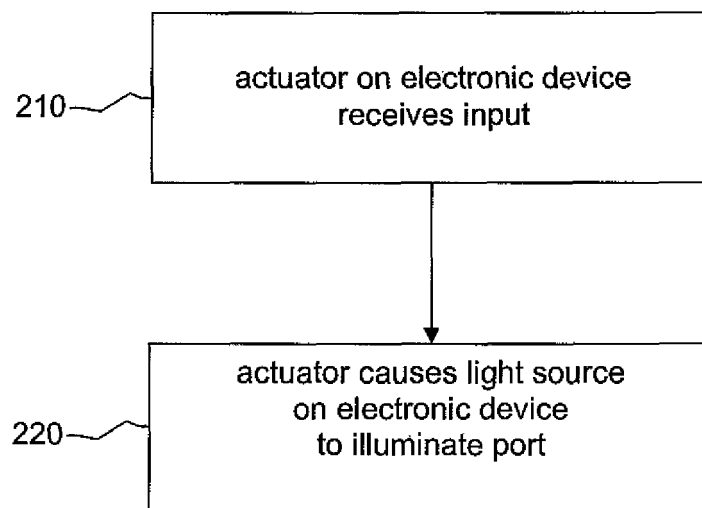 actuator on electronic device
receives input
210
actuator causes light source
on electronic device
to illuminate port
220